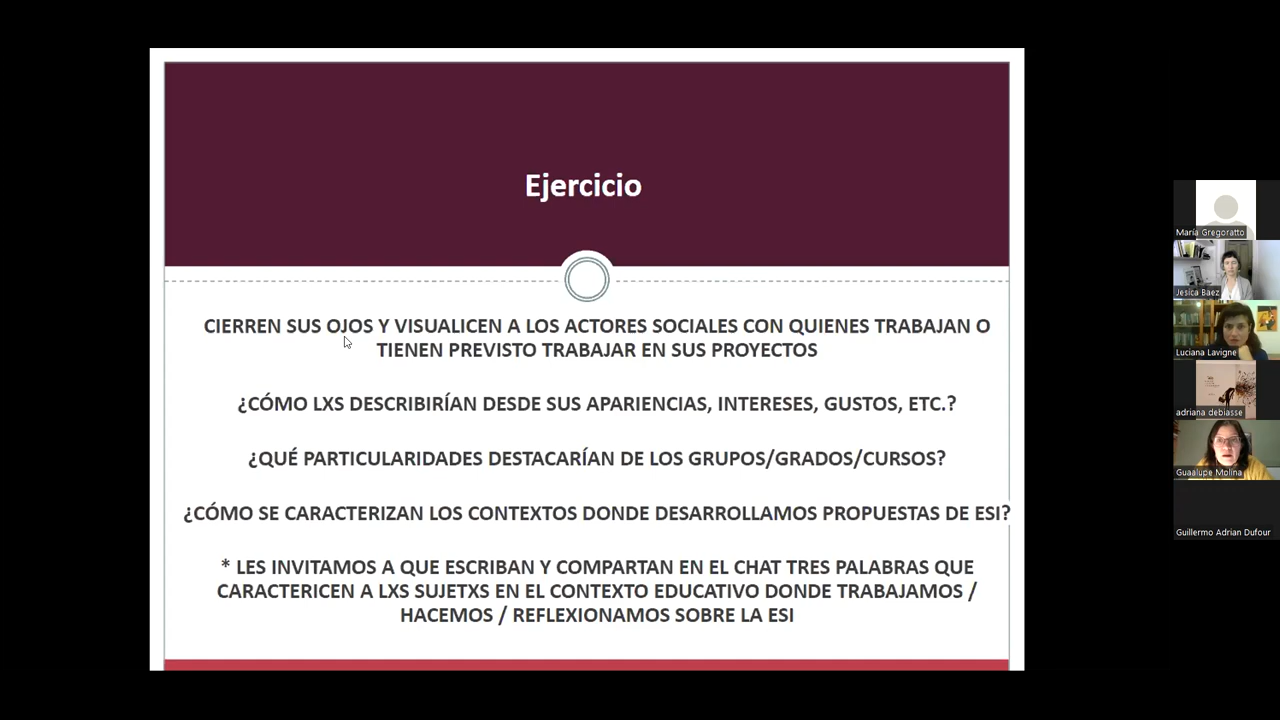 Ejercicio
CIERREN SUS OJOS Y VISUALICEN A LOS ACTORES SOCIALES CON QUIENES TRABAJAN O
TIENEN PREVISTO TRABAJAR EN SUS PROYECTOS
¿CÓMO LXS DESCRIBIRÍAN DESDE SUS APARIENCIAS, INTERESES, GUSTOS, ETC.?
¿QUÉ PARTICULARIDADES DESTACARÍAN DE LOS GRUPOS/GRADOS/CURSOS?
¿CÓMO SE CARACTERIZAN LOS CONTEXTOS DONDE DESARROLLAMOS PROPUESTAS DE ESI?
* LES INVITAMOS A QUE ESCRIBAN Y COMPARTAN EN EL CHAT TRES PALABRAS QUE
CARACTERICEN A LXS SUJETXS EN EL CONTEXTO EDUCATIVO DONDE TRABAJAMOS /
HACEMOS / REFLEXIONAMOS SOBRE LA ESI
María Gregoratto
Jesica Baez
Luciana Lavigne
adriana debiasse
Guaalupe Molina
Guillermo Adrian Dufour